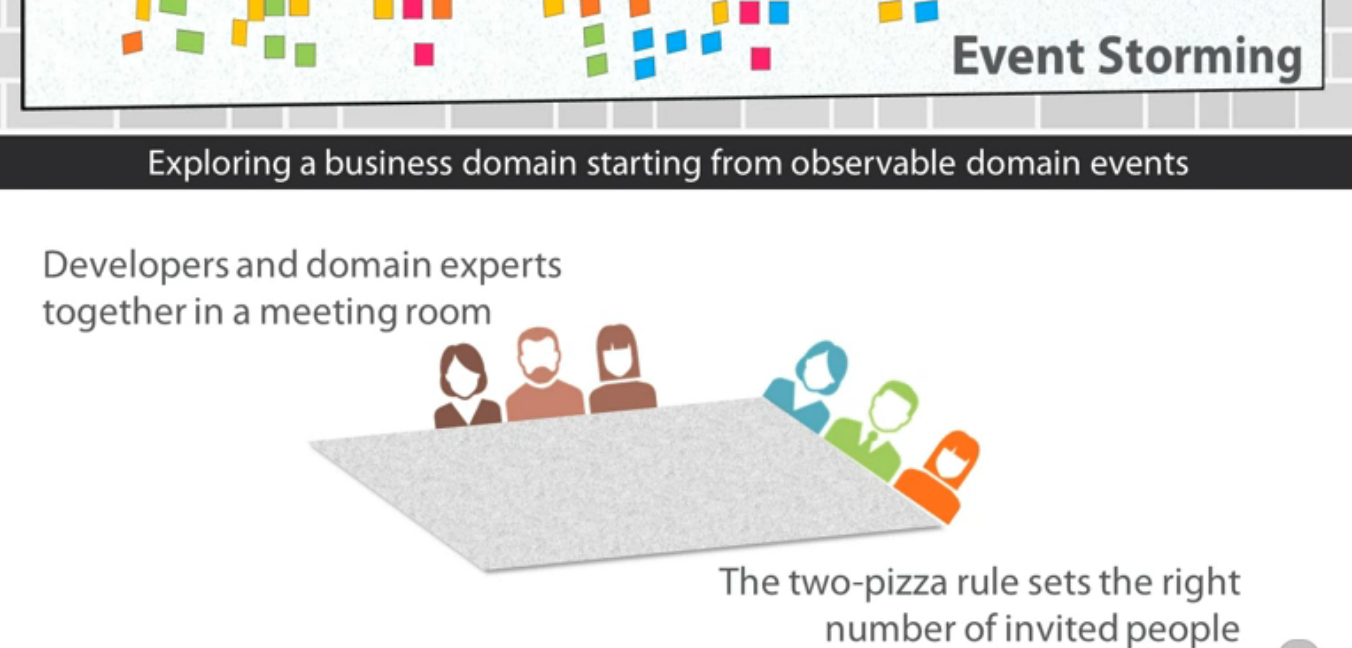 Event Storming
Exploring a business domain starting from observable domain events
Developers and domain experts
together in a meeting room
The two-pizza rule sets the right
number of invited people